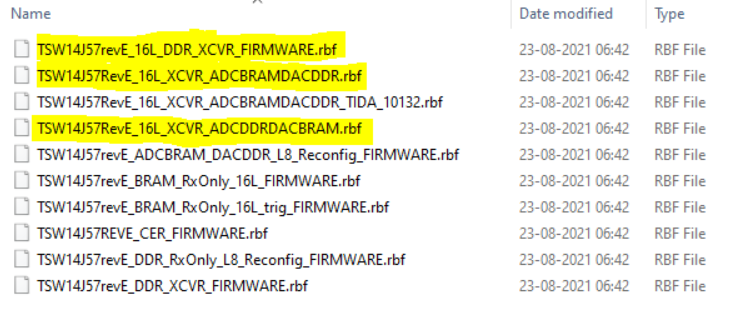 Name Date modified Type
TSW14J57revE_16L_DDR_XCVR_FIRMWARE.rbf 23-08-2021 06:42 RBF File
TSW14J57RevE_16L_XCVR_ADCBRAMDACDDR.rbf 23-08-2021 06:42 RBF File
TSW14J57RevE_16L_XCVR_ADCBRAMDACDDR_TIDA_10132.rbf 23-08-2021 06:42 RBF File
TSW14J57RevE_16L_XCVR_ADCDDRDACBRAM.rbf 23-08-2021 06:42 RBF File
TSW14J57revE_ADCBRAM_DACDDR_L8_Reconfig_FIRMWARE.rbf 23-08-2021 06:42 RBF File
TSW14J57revE_BRAM_RxOnly_16L_FIRMWARE.rbf 23-08-2021 06:42 RBF File
TSW14J57revE_BRAM_RxOnly_16L_trig_FIRMWARE.rbf 23-08-2021 06:42 RBF File
TSW14J57REVE_CER_FIRMWARE.rbf 23-08-2021 06:42 RBF File
TSW14J57revE_DDR_RxOnly_L8_Reconfig_FIRMWARE.rbf 23-08-2021 06:42 RBF File
TSW14J57revE_DDR_XCVR_FIRMWARE.rbf 23-08-2021 06:42 RBF File